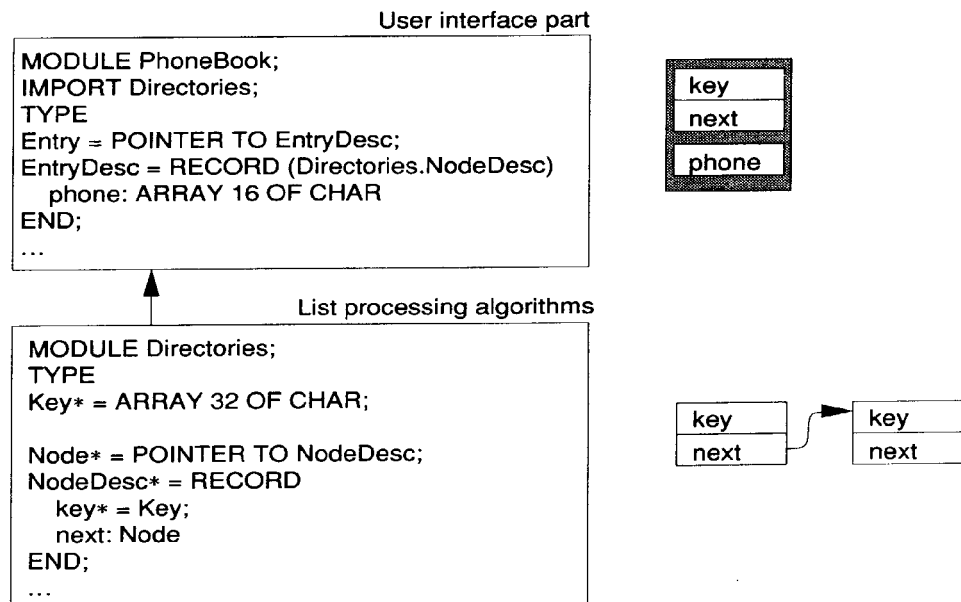 User interface part
MODULE PhoneBook;
IMPORT Directories;
TYPE
Entry = POINTER TO EntryDesc;
EntryDesc = RECORD (Directories.NodeDesc)
phone: ARRAY 16 OF CHAR
END;
...
key
next
phone
List processing algorithms
MODULE Directories;
TYPE
Key* = ARRAY 32 OF CHAR;
Node* = POINTER TO NodeDesc;
NodeDesc* = RECORD
key* = Key;
next: Node
END;
...
key
next
key
next